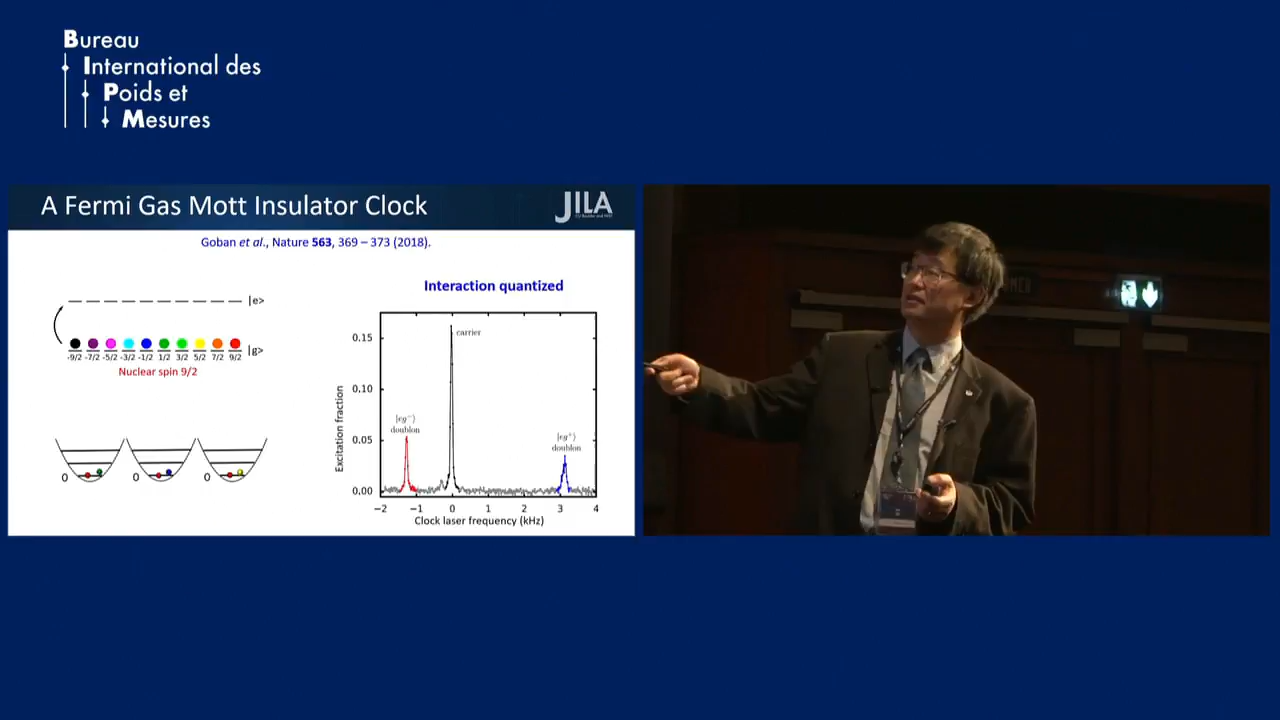 Bureau
International des
Poids et
Mesures
A Fermi Gas Mott Insulator Clock
JILA
Goban et al., Nature 563, 369 – 373 (2018).
Interaction quantized
|e>
|g>
-9/2 -7/2 -5/2 -3/2 -1/2 1/2 3/2 5/2 7/2 9/2
Nuclear spin 9/2
0 0 0
Excitation fraction
0.15
0.10
0.05
0.00
carrier
|eg⁻⟩
doublon
|eg⁺⟩
doublon
−2 −1 0 1 2 3 4
Clock laser frequency (kHz)